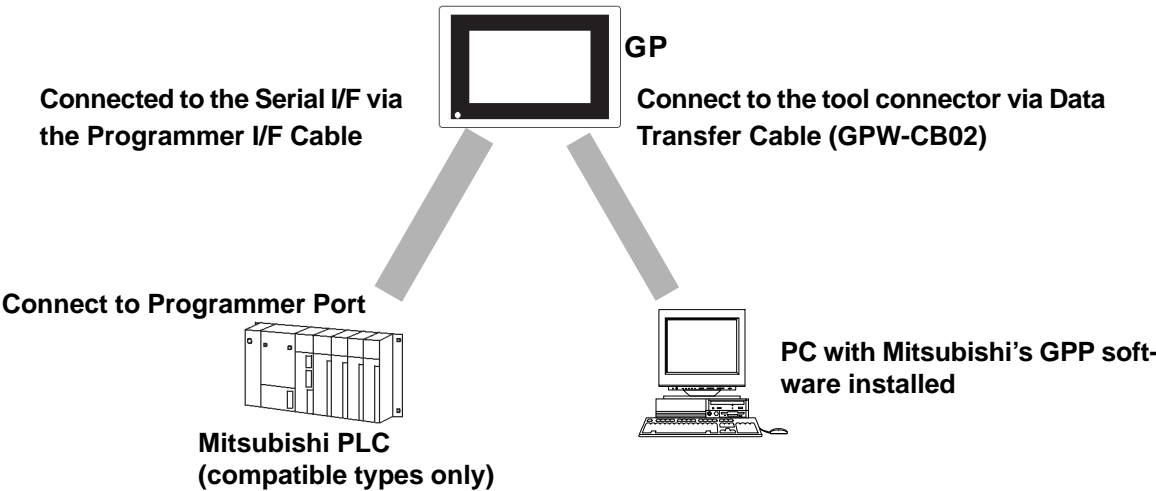 GP
Connected to the Serial I/F via
the Programmer I/F Cable
Connect to the tool connector via Data
Transfer Cable (GPW-CB02)
Connect to Programmer Port
PC with Mitsubishi's GPP soft-
ware installed
Mitsubishi PLC
(compatible types only)